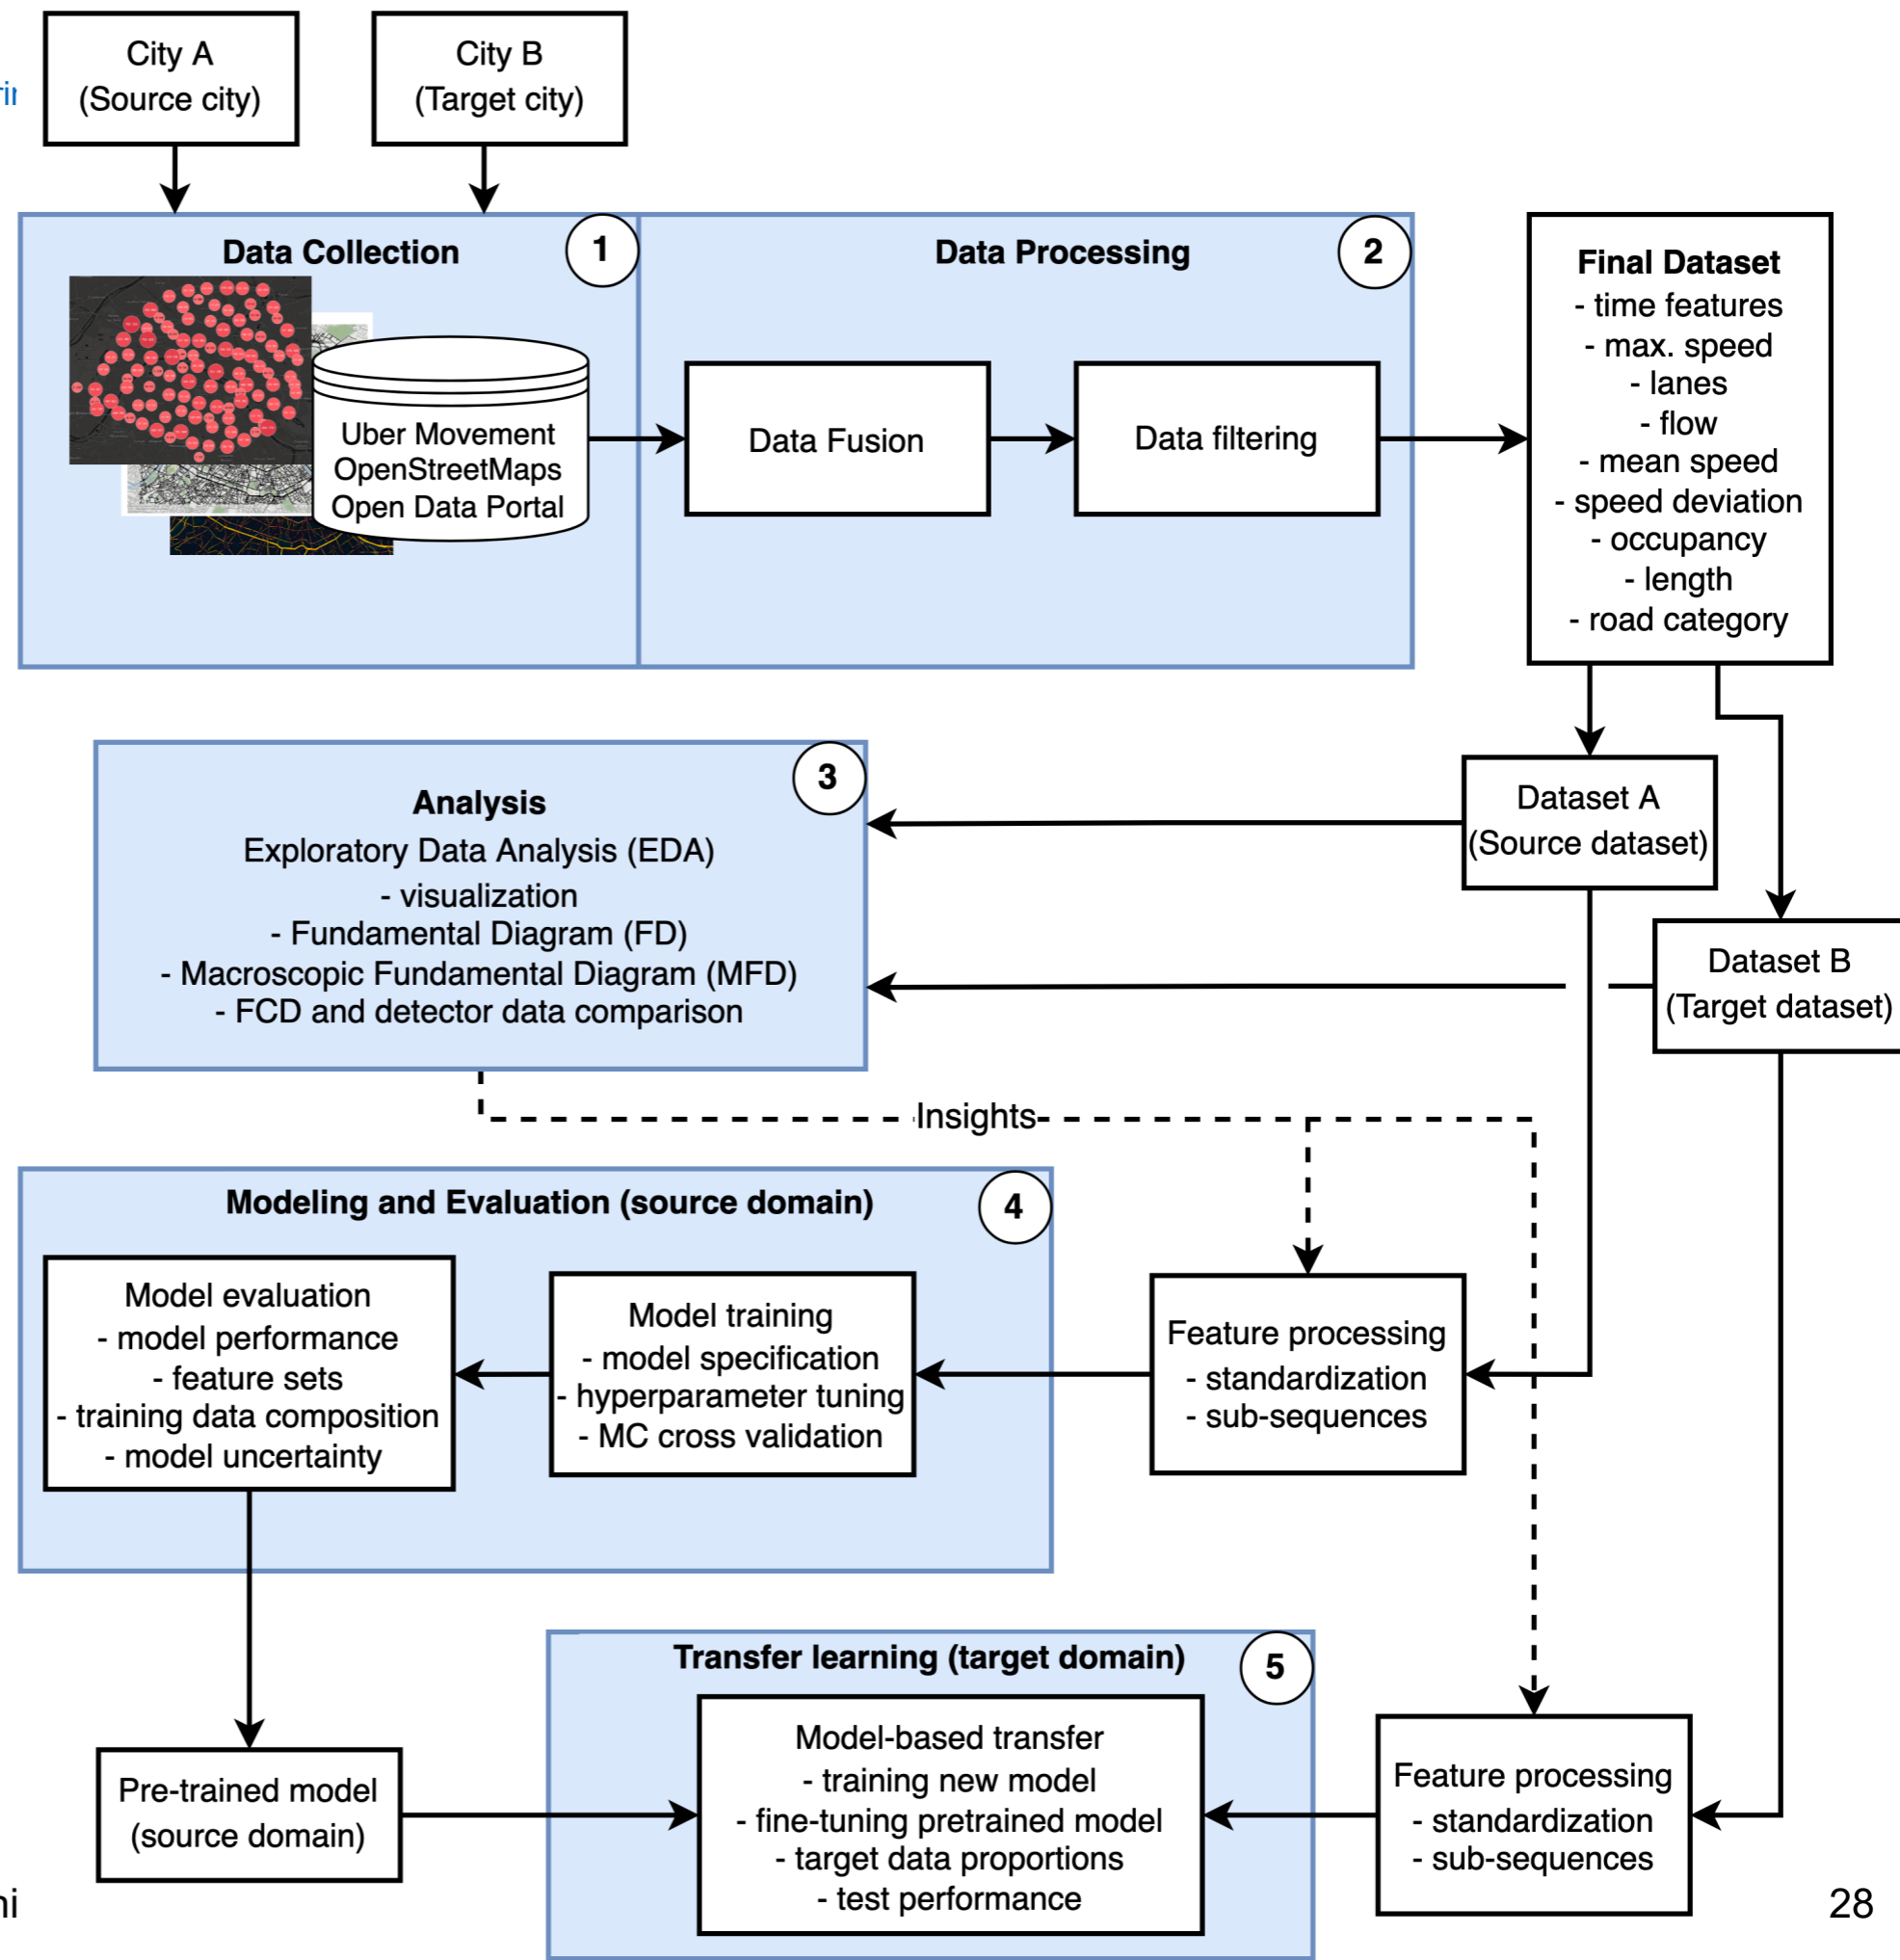 City A
(Source city)
City B
(Target city)
Data Collection
1
Uber Movement
OpenStreetMaps
Open Data Portal
Data Processing
2
Data Fusion
Data filtering
Final Dataset
- time features
- max. speed
- lanes
- flow
- mean speed
- speed deviation
- occupancy
- length
- road category
Dataset A
(Source dataset)
Dataset B
(Target dataset)
3
Analysis
Exploratory Data Analysis (EDA)
- visualization
- Fundamental Diagram (FD)
- Macroscopic Fundamental Diagram (MFD)
- FCD and detector data comparison
Insights
Modeling and Evaluation (source domain)
4
Model evaluation
- model performance
- feature sets
- training data composition
- model uncertainty
Model training
- model specification
- hyperparameter tuning
- MC cross validation
Feature processing
- standardization
- sub-sequences
Transfer learning (target domain)
5
Pre-trained model
(source domain)
Model-based transfer
- training new model
- fine-tuning pretrained model
- target data proportions
- test performance
Feature processing
- standardization
- sub-sequences
28